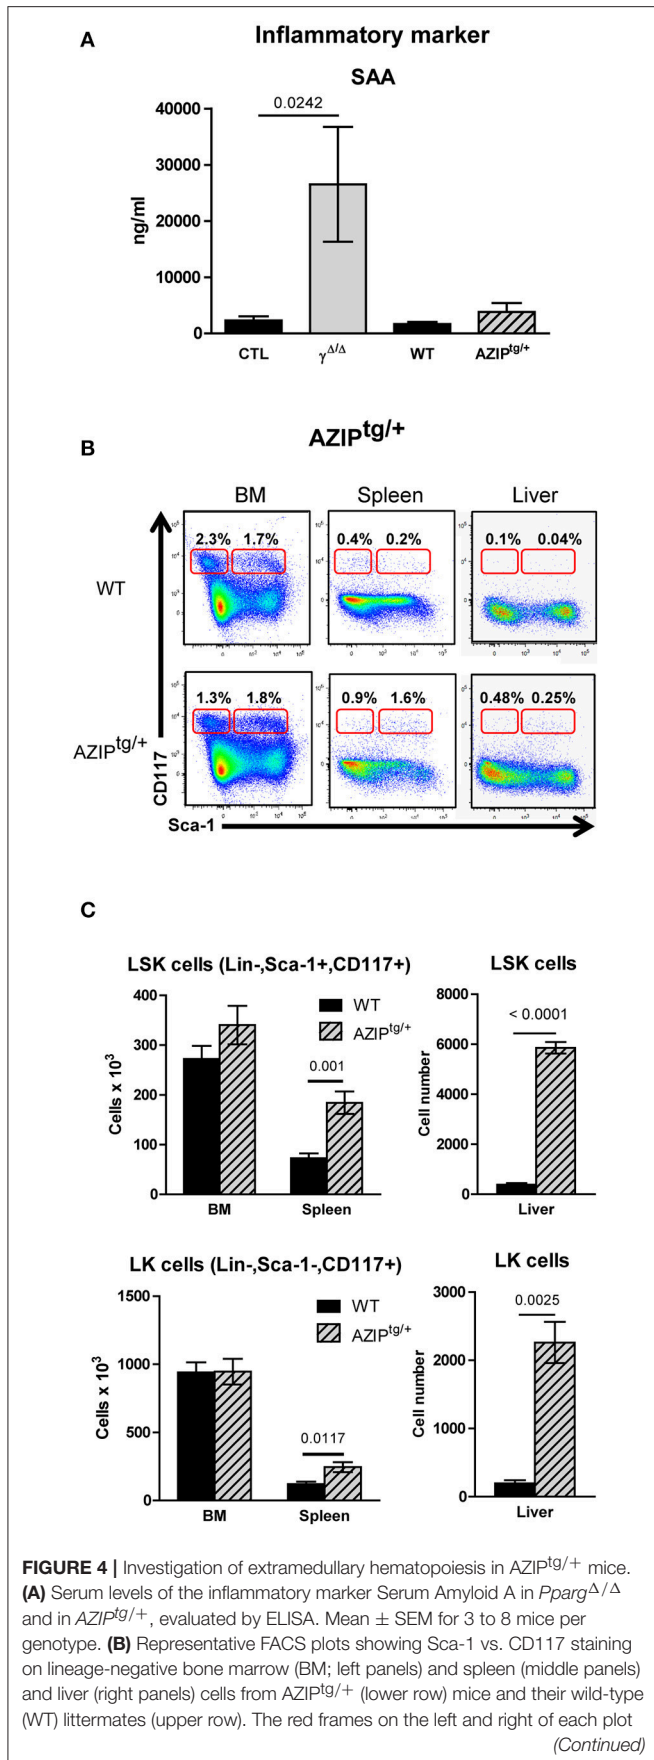 A
Inflammatory marker
SAA
0.0242
40000
30000
20000
10000
0
ng/ml
CTL
γΔ/Δ
WT
AZIPtg/+
B
AZIPtg/+
BM
Spleen
Liver
WT
2.3%
1.7%
0.4%
0.2%
0.1%
0.04%
AZIPtg/+
1.3%
1.8%
0.9%
1.6%
0.48%
0.25%
CD117
Sca-1
C
LSK cells (Lin-,Sca-1+,CD117+)
WT
AZIPtg/+
0.001
400
300
200
100
0
Cells x 10³
BM
Spleen
LSK cells
< 0.0001
8000
6000
4000
2000
0
Cell number
Liver
LK cells (Lin-,Sca-1-,CD117+)
WT
AZIPtg/+
0.0117
1500
1000
500
0
Cells x 10³
BM
Spleen
LK cells
0.0025
3000
2000
1000
0
Cell number
Liver
FIGURE 4 | Investigation of extramedullary hematopoiesis in AZIPtg/+ mice.
(A) Serum levels of the inflammatory marker Serum Amyloid A in PpargΔ/Δ
and in AZIPtg/+, evaluated by ELISA. Mean ± SEM for 3 to 8 mice per
genotype. (B) Representative FACS plots showing Sca-1 vs. CD117 staining
on lineage-negative bone marrow (BM; left panels) and spleen (middle panels)
and liver (right panels) cells from AZIPtg/+ (lower row) mice and their wild-type
(WT) littermates (upper row). The red frames on the left and right of each plot
(Continued)